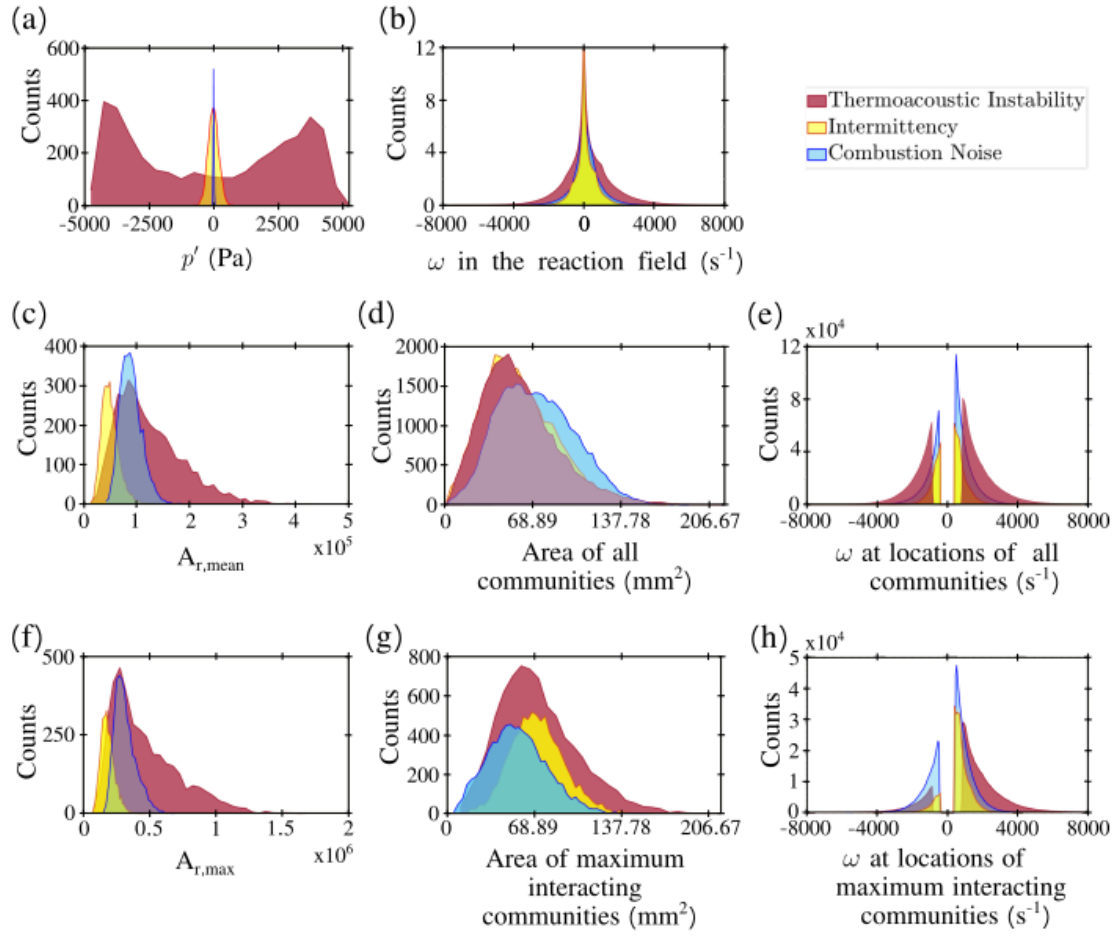 (a)
600
400
200
0
Counts
-5000 -2500 0 2500 5000
p′ (Pa)
(b)
12
8
4
0
Counts
-8000 -4000 0 4000 8000
ω in the reaction field (s⁻¹)
Thermoacoustic Instability
Intermittency
Combustion Noise
(c)
400
300
200
100
0
Counts
0 1 2 3 4 5
x10⁵
Aᵣ,mean
(d)
2000
1500
1000
500
0
Counts
0 68.89 137.78 206.67
Area of all
communities (mm²)
(e)
x10⁴
12
8
4
0
Counts
-8000 -4000 0 4000 8000
ω at locations of all
communities (s⁻¹)
(f)
500
250
0
Counts
0 0.5 1 1.5 2
x10⁶
Aᵣ,max
(g)
800
600
400
200
0
Counts
0 68.89 137.78 206.67
Area of maximum
interacting
communities (mm²)
(h)
x10⁴
5
4
3
2
1
0
Counts
-8000 -4000 0 4000 8000
ω at locations of
maximum interacting
communities (s⁻¹)